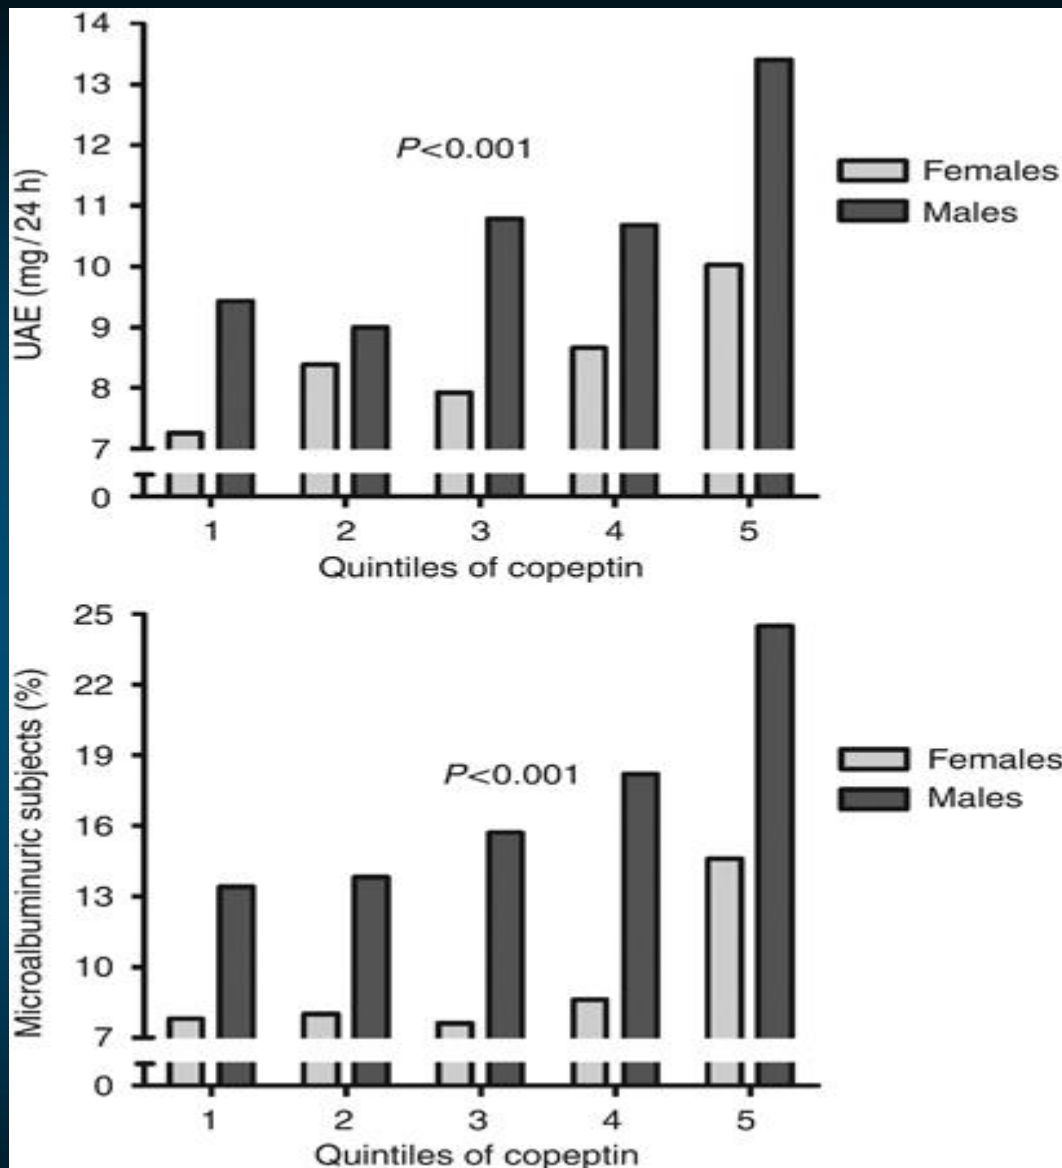 14
13
12
11
10
9
8
7
0
UAE (mg/24 h)
P<0.001
Females
Males
1 2 3 4 5
Quintiles of copeptin
25
22
19
16
13
10
7
0
Microalbuminuric subjects (%)
P<0.001
Females
Males
1 2 3 4 5
Quintiles of copeptin